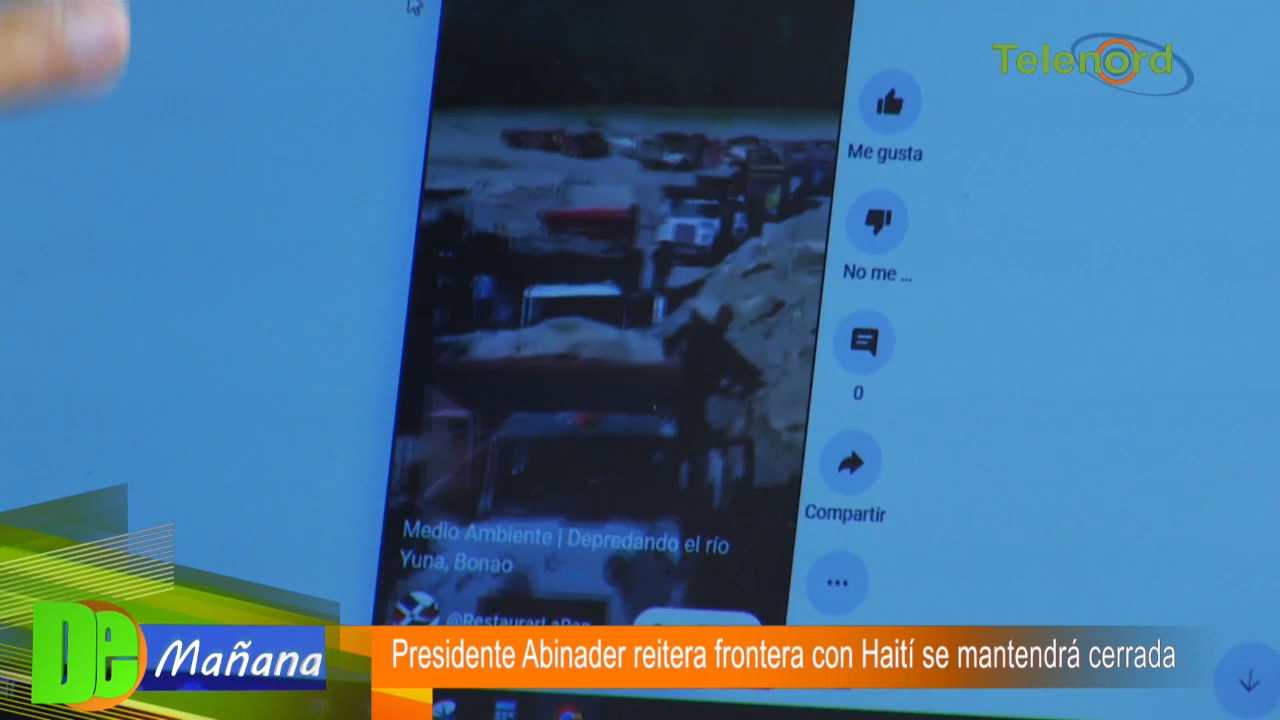 Telenord
Me gusta
No me ...
0
Compartir
Medio Ambiente | Depredando el río
Yuna, Bonao
De
Mañana
Presidente Abinader reitera frontera con Haití se mantendrá cerrada